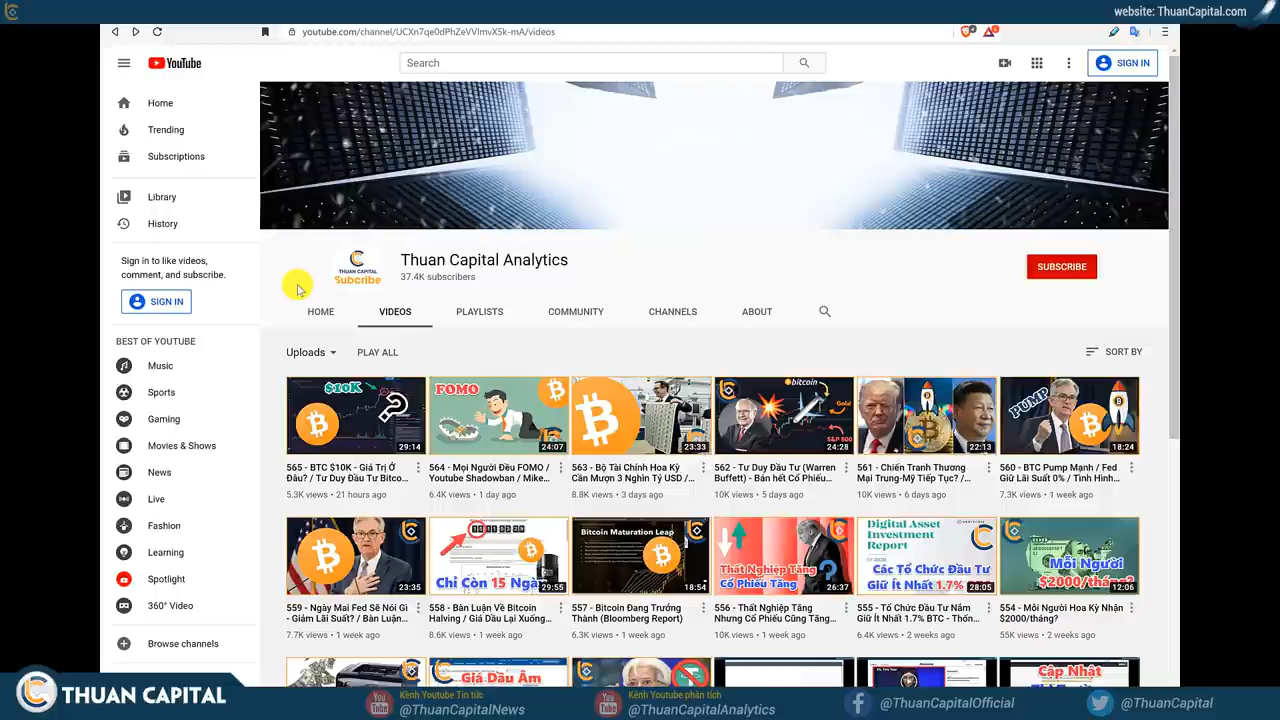 website: ThuanCapital.com
youtube.com/channel/UCXn7qe0dPhZeVVlmvX5k-mA/videos
YouTube
Search
SIGN IN
Home
Trending
Subscriptions
Library
History
Sign in to like videos,
comment, and subscribe.
SIGN IN
BEST OF YOUTUBE
Music
Sports
Gaming
Movies & Shows
News
Live
Fashion
Learning
Spotlight
360° Video
Browse channels
THUAN CAPITAL
Subcribe
Thuan Capital Analytics
37.4K subscribers
SUBSCRIBE
HOME
VIDEOS
PLAYLISTS
COMMUNITY
CHANNELS
ABOUT
Uploads
PLAY ALL
SORT BY
$10K
29:14
565 - BTC $10K - Giá Trị Ở
Đâu? / Tư Duy Đầu Tư Bitco...
5.3K views • 21 hours ago
FOMO
24:07
564 - Mọi Người Đều FOMO /
Youtube Shadowban / Mike...
6.4K views • 1 day ago
23:33
563 - Bộ Tài Chính Hoa Kỳ
Cần Mượn 3 Nghìn Tỷ USD /...
8.8K views • 3 days ago
bitcoin
Gold
S&P 500
24:28
562 - Tư Duy Đầu Tư (Warren
Buffett) - Bán hết Cổ Phiếu...
10K views • 5 days ago
22:13
561 - Chiến Tranh Thương
Mại Trung-Mỹ Tiếp Tục? /...
10K views • 6 days ago
PUMP
18:24
560 - BTC Pump Mạnh / Fed
Giữ Lãi Suất 0% / Tình Hình...
7.3K views • 1 week ago
23:35
559 - Ngày Mai Fed Sẽ Nói Gì
- Giảm Lãi Suất? / Bàn Luận...
7.7K views • 1 week ago
Chỉ Còn 15 Ngà
29:55
558 - Bàn Luận Về Bitcoin
Halving / Giá Dầu Lại Xuống...
8.6K views • 1 week ago
Bitcoin Maturation Leap
18:54
557 - Bitcoin Đang Trưởng
Thành (Bloomberg Report)
6.3K views • 1 week ago
Thất Nghiệp Tăng
Cổ Phiếu Tăng
26:37
556 - Thất Nghiệp Tăng
Nhưng Cổ Phiếu Cũng Tăng...
10K views • 1 week ago
Digital Asset
Investment
Report
Các Tổ Chức Đầu Tư
Giữ Ít Nhất 1.7%
28:05
555 - Tổ Chức Đầu Tư Nắm
Giữ Ít Nhất 1.7% BTC - Thốn...
6.4K views • 2 weeks ago
Mỗi Người
$2000/tháng?
12:06
554 - Mỗi Người Hoa Kỳ Nhận
$2000/tháng?
55K views • 2 weeks ago
Giá Dầu Âm
Cập Nhật
THUAN CAPITAL
Kênh Youtube Tin tức
@ThuanCapitalNews
Kênh Youtube phân tích
@ThuanCapitalAnalytics
@ThuanCapitalOfficial
@ThuanCapital